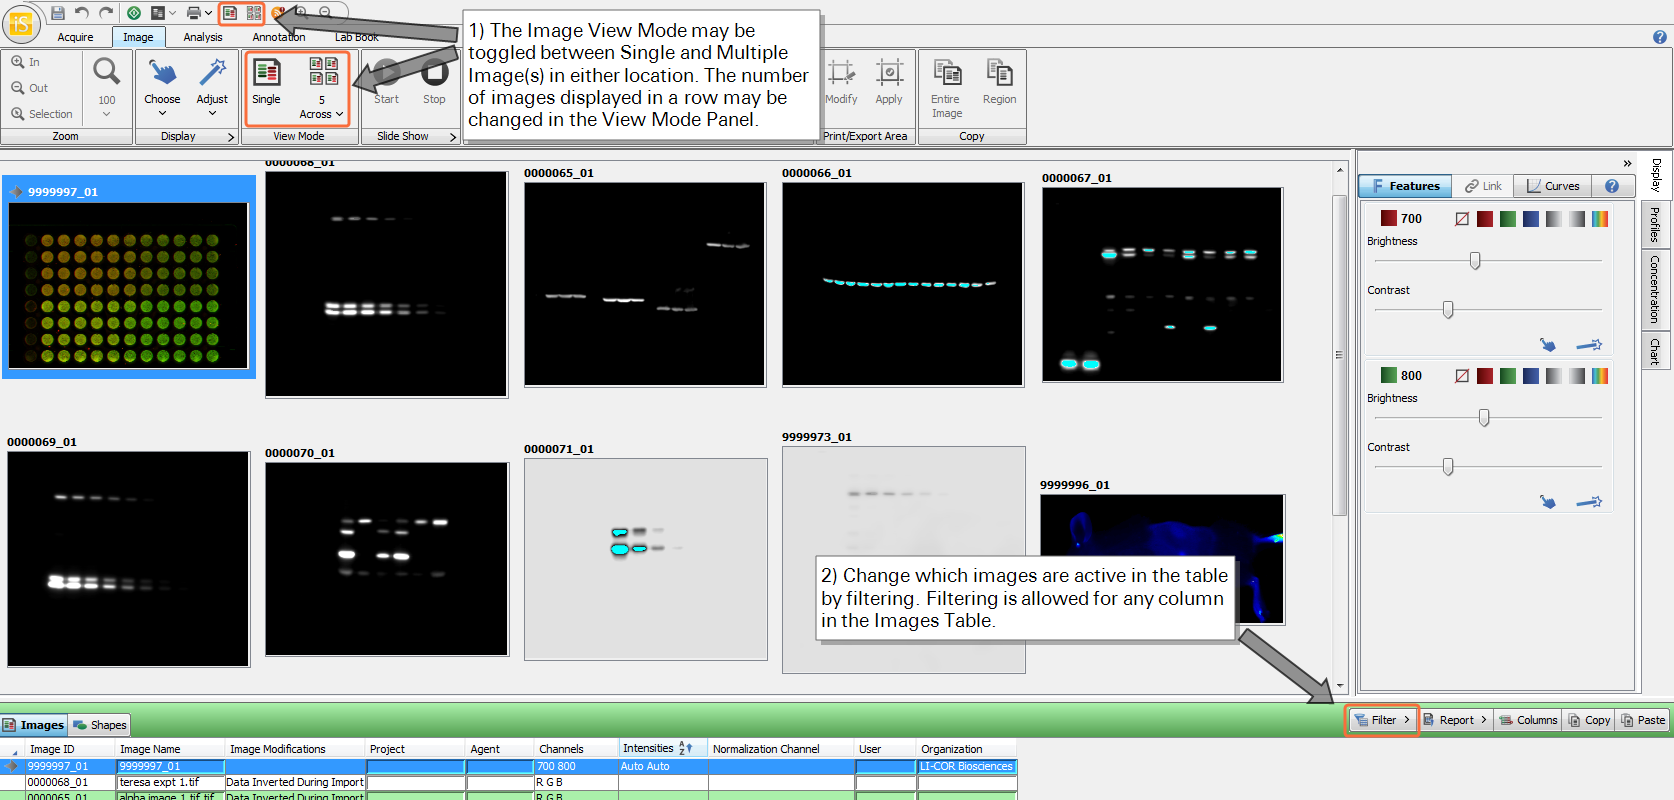 iS
Acquire
Image
Analysis
Annotation
Lab Book
In
Out
Selection
100
Zoom
Choose
Adjust
Display
Single
5
Across
View Mode
Start
Stop
Slide Show
Modify
Apply
Print/Export Area
Entire
Image
Region
Copy
1) The Image View Mode may be
toggled between Single and Multiple
Image(s) in either location. The number
of images displayed in a row may be
changed in the View Mode Panel.
9999997_01
0000068_01
0000065_01
0000066_01
0000067_01
0000069_01
0000070_01
0000071_01
9999973_01
9999996_01
2) Change which images are active in the table
by filtering. Filtering is allowed for any column
in the Images Table.
F Features
Link
Curves
?
700
Brightness
Contrast
800
Brightness
Contrast
Display
Profiles
Concentration
Chart
Images
Shapes
Filter
Report
Columns
Copy
Paste
Image ID Image Name Image Modifications Project Agent Channels Intensities Normalization Channel User Organization
9999997_01 9999997_01 700 800 Auto Auto LI-COR Biosciences
0000068_01 teresa expt 1.tif Data Inverted During Import R G B
0000065_01 alpha image 1.tif.tif Data Inverted During Import R G B